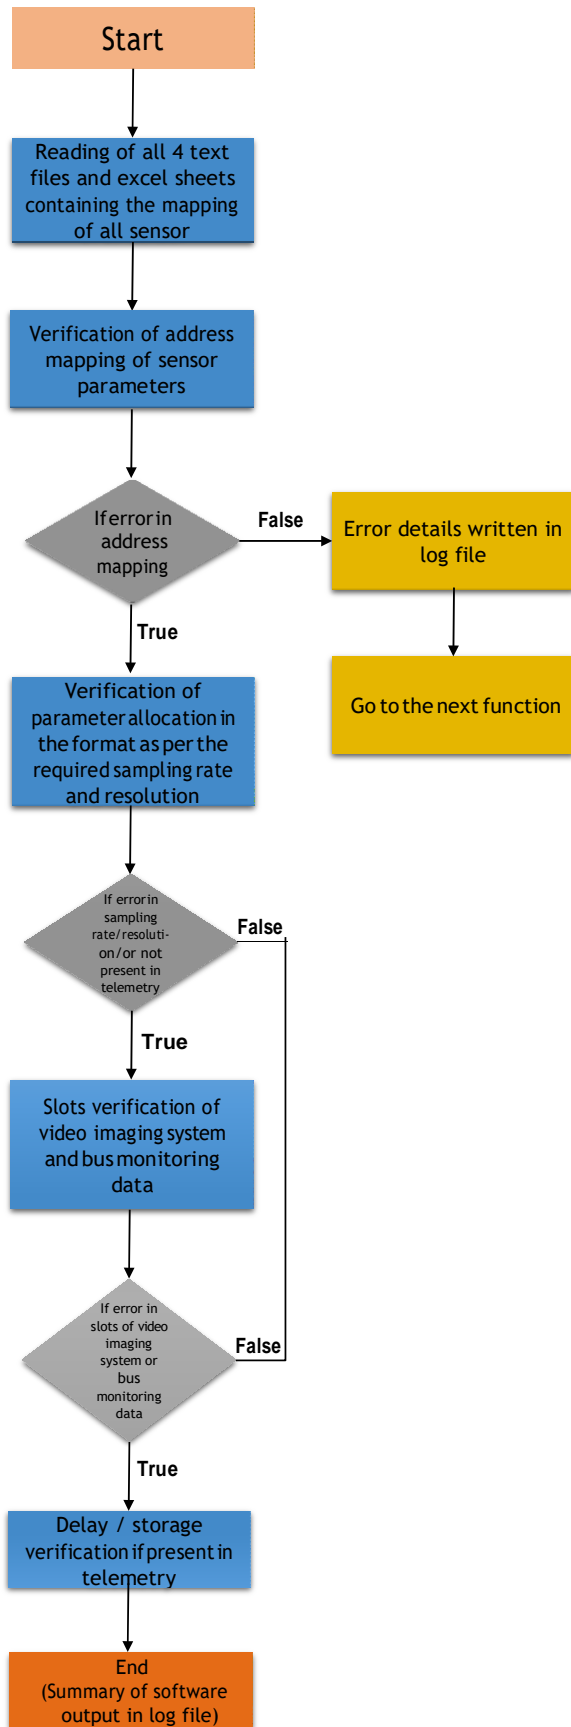 Start
Reading of all 4 text
files and excel sheets
containing the mapping
of all sensor
Verification of address
mapping of sensor
parameters
If error in
address
mapping
False
Error details written in
log file
True
Go to the next function
Verification of
parameter allocation in
the format as per the
required sampling rate
and resolution
If error in
sampling
rate/resoluti-
on/or not
present in
telemetry
False
True
Slots verification of
video imaging system
and bus monitoring
data
If error in
slots of video
imaging
system or
bus
monitoring
data
False
True
Delay / storage
verification if present in
telemetry
End
(Summary of software
output in log file)